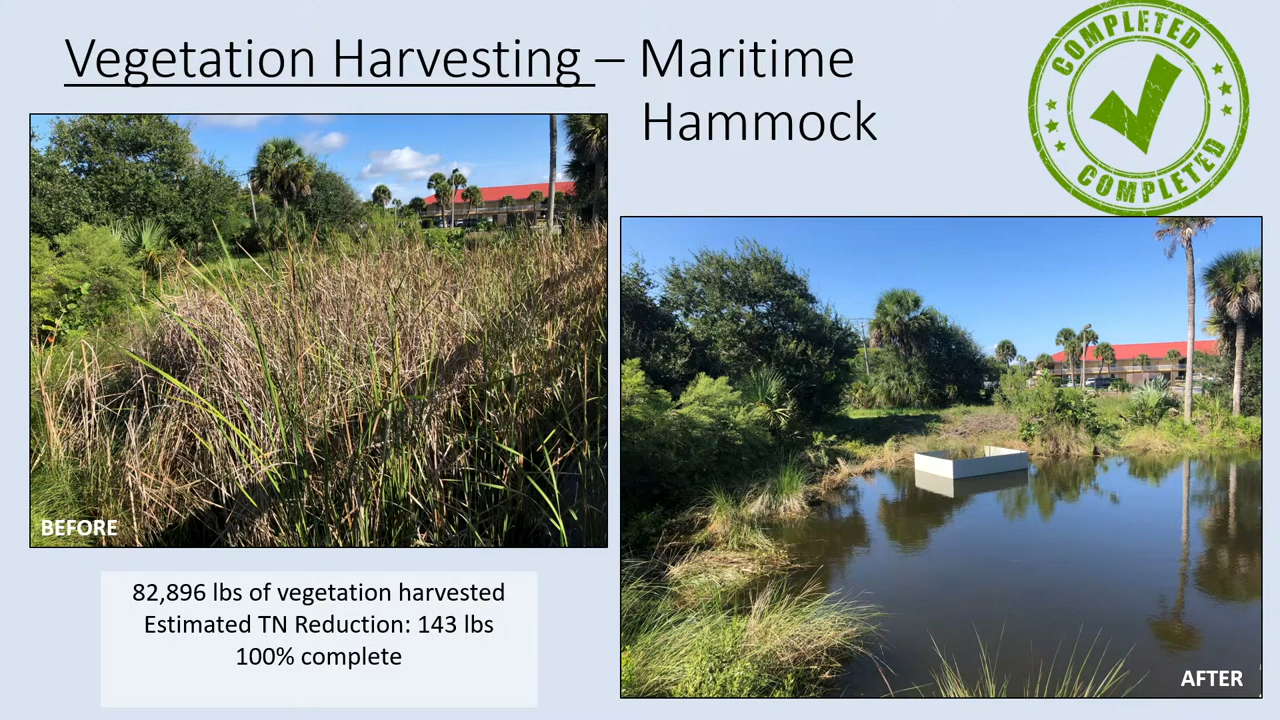 Vegetation Harvesting – Maritime
Hammock
COMPLETED
COMPLETED
BEFORE
82,896 lbs of vegetation harvested
Estimated TN Reduction: 143 lbs
100% complete
AFTER